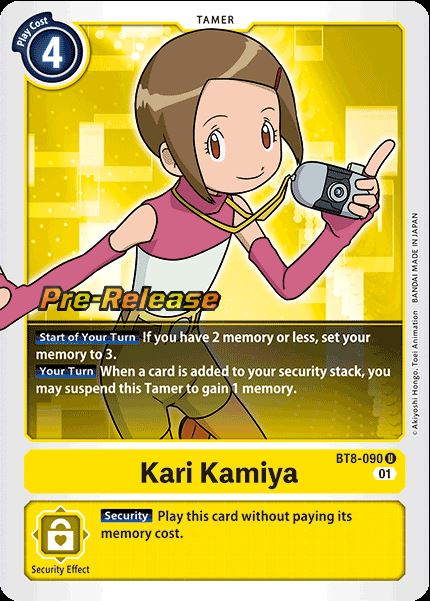 TAMER
Play Cost
4
Pre-Release
Start of Your Turn If you have 2 memory or less, set your
memory to 3.
Your Turn When a card is added to your security stack, you
may suspend this Tamer to gain 1 memory.
©Akiyoshi Hongo, Toei Animation BANDAI MADE IN JAPAN
BT8-090 U
Kari Kamiya
01
Security Play this card without paying its
memory cost.
Security Effect